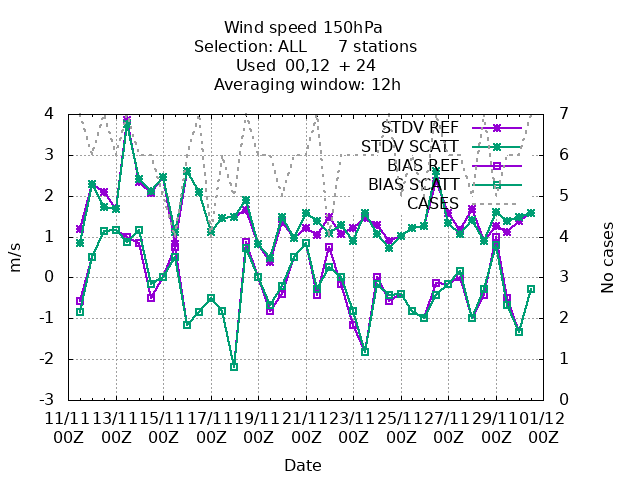 Wind speed 150hPa
Selection: ALL      7 stations
Used  00,12  + 24
Averaging window: 12h
4
3
2
1
0
-1
-2
-3
m/s
7
6
5
4
3
2
1
0
No cases
STDV REF
STDV SCATT
BIAS REF
BIAS SCATT
CASES
11/11 13/11 15/11 17/11 19/11 21/11 23/11 25/11 27/11 29/11 01/12
00Z 00Z 00Z 00Z 00Z 00Z 00Z 00Z 00Z 00Z 00Z
Date